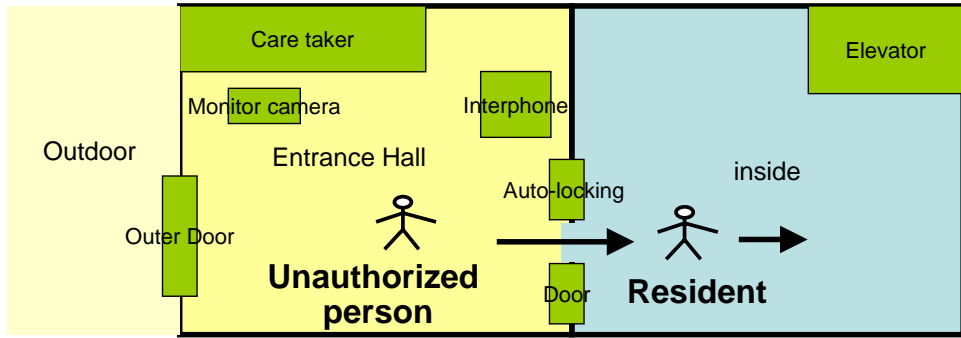 Care taker
Elevator
Monitor camera
Interphone
Outdoor
Entrance Hall
inside
Auto-locking
Outer Door
Unauthorized
person
Door
Resident